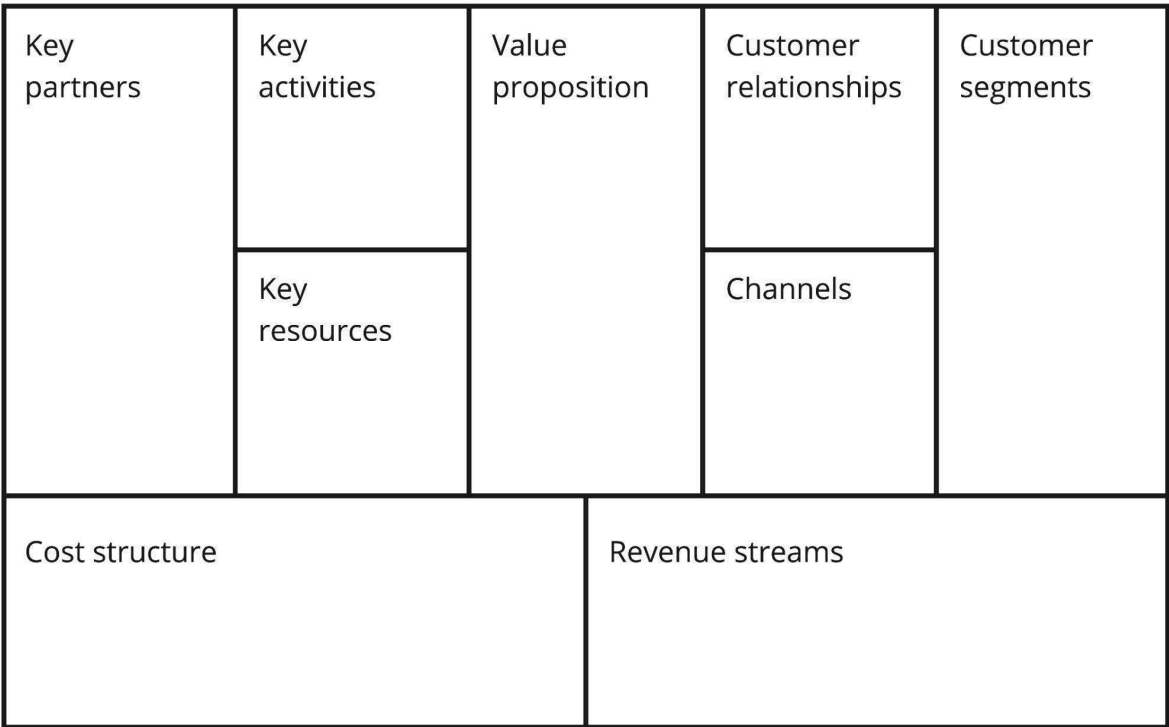 Key
partners
Key
activities
Value
proposition
Customer
relationships
Customer
segments
Key
resources
Channels
Cost structure
Revenue streams